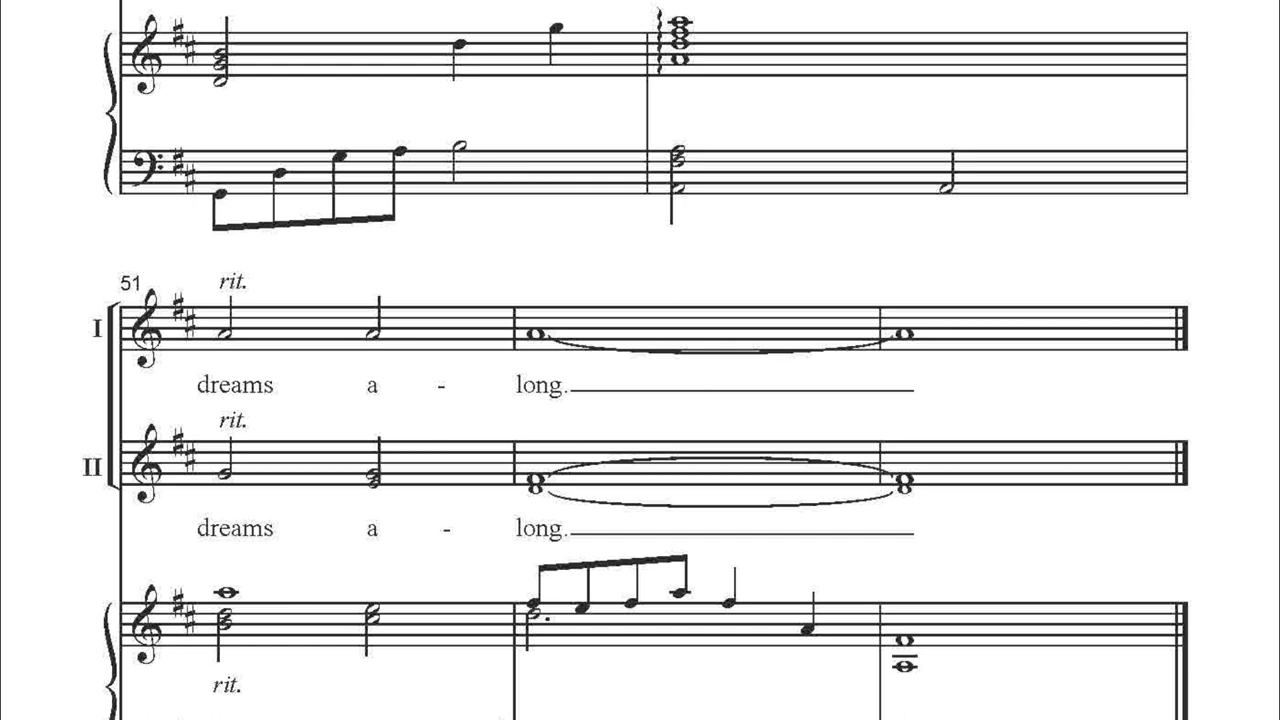 51
rit.
I
dreams a - long.
rit.
II
dreams a - long.
rit.